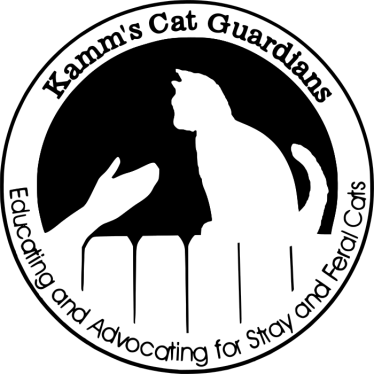 Kamm's Cat Guardians
Educating and Advocating for Stray and Feral Cats